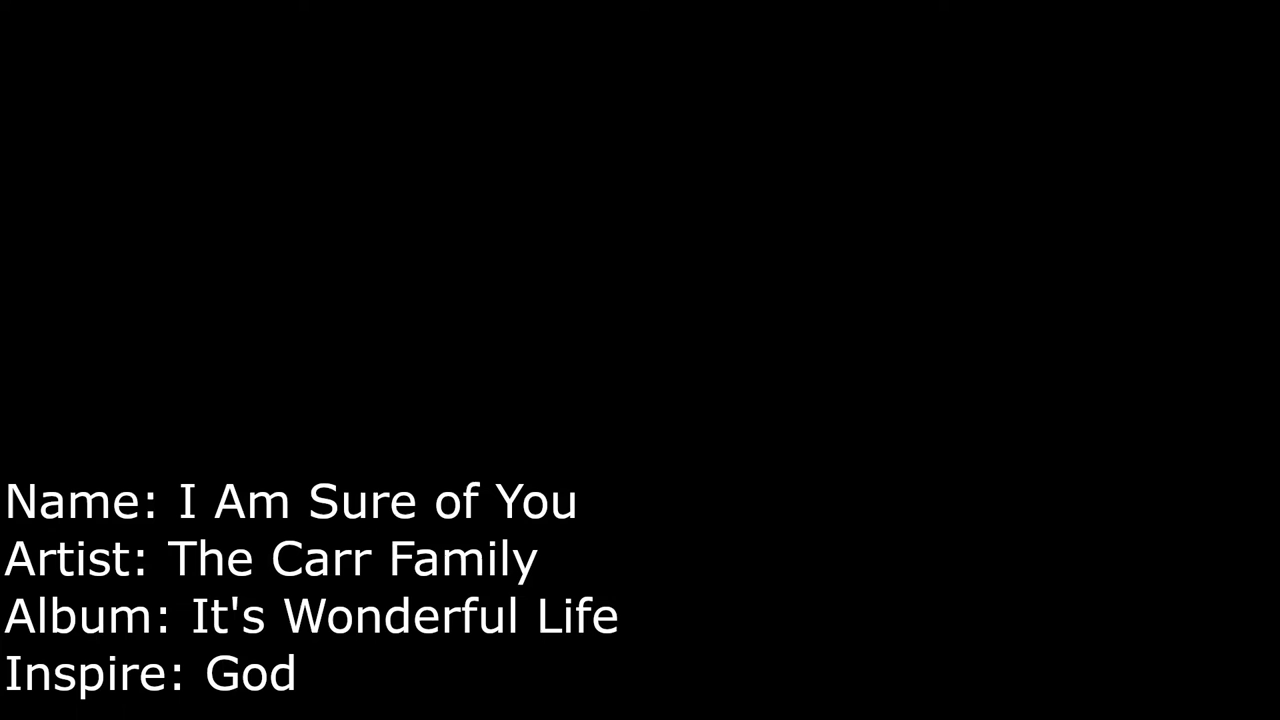 Name: I Am Sure of You
Artist: The Carr Family
Album: It's Wonderful Life
Inspire: God